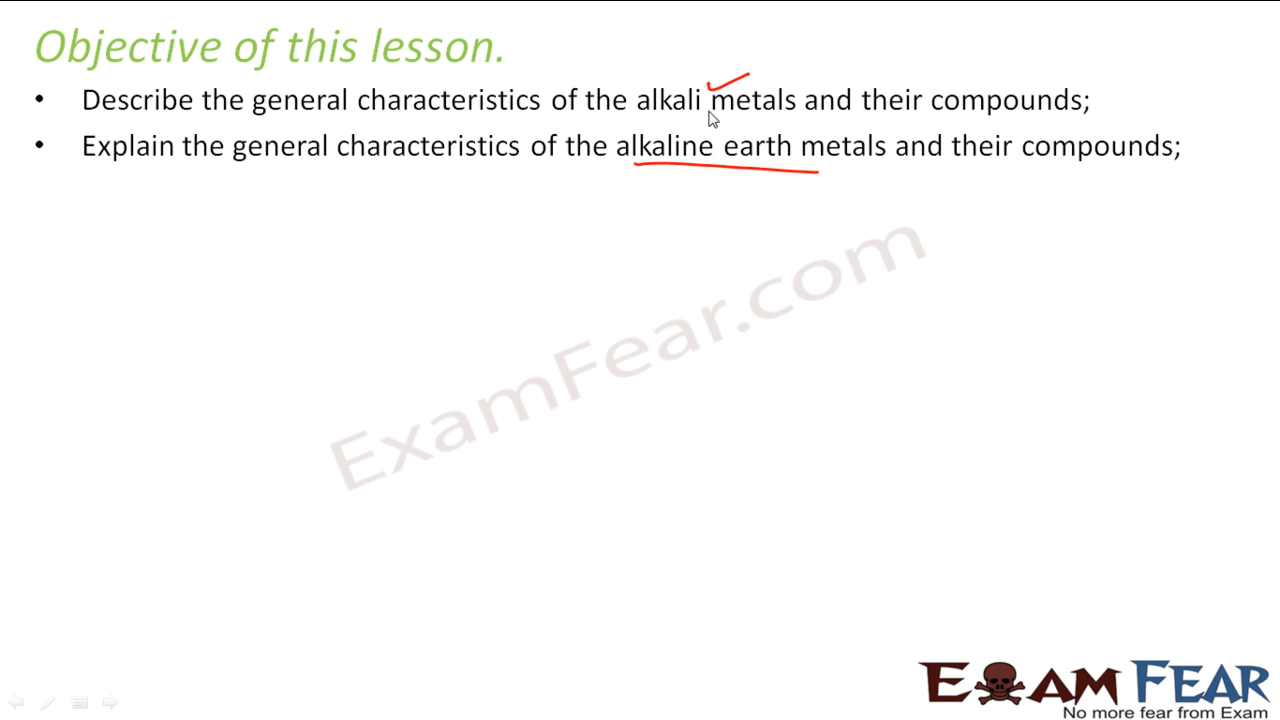 Objective of this lesson.
• Describe the general characteristics of the alkali metals and their compounds;
• Explain the general characteristics of the alkaline earth metals and their compounds;
ExamFear.com
EXAM FEAR
No more fear from Exam